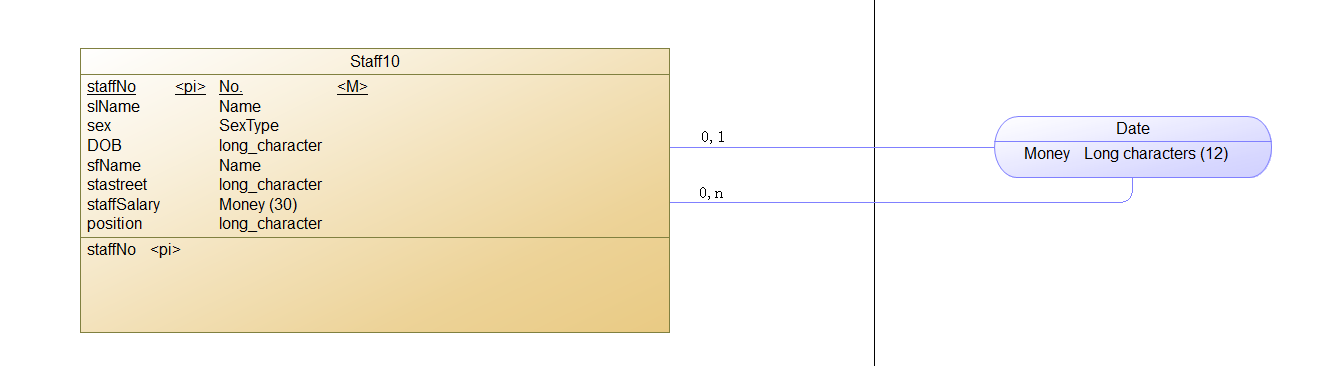 Staff10
staffNo <pi> No. <M>
slName Name
sex SexType
DOB long_character
sfName Name
stastreet long_character
staffSalary Money (30)
position long_character
staffNo <pi>
0, 1
0, n
Date
Money Long characters (12)